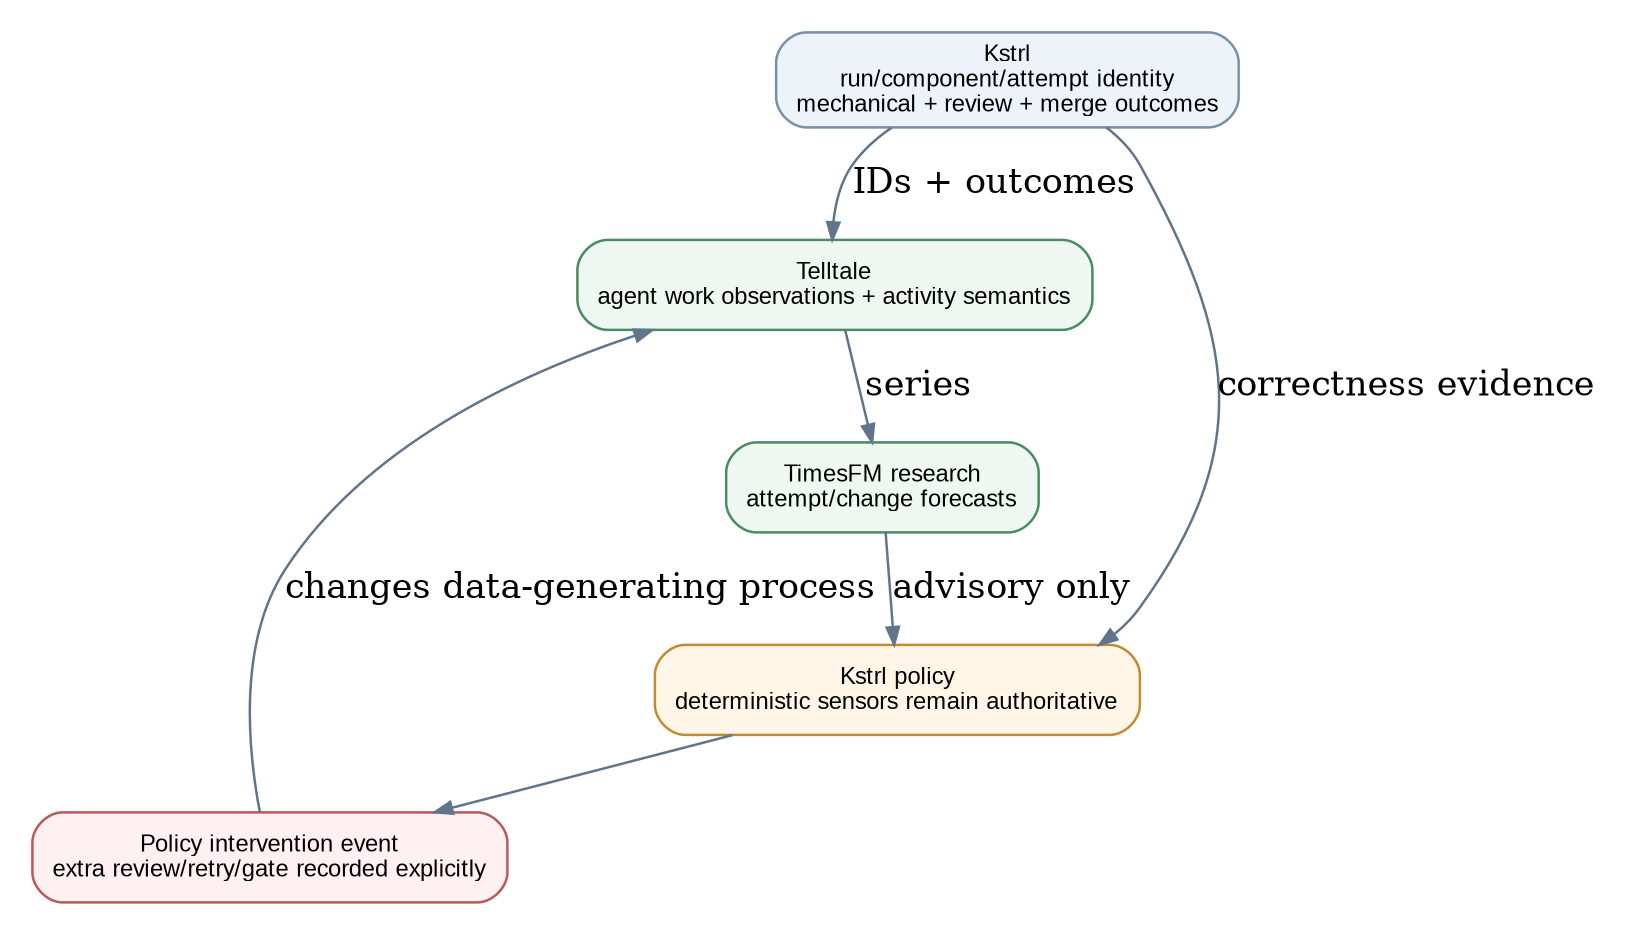 Kstrl
run/component/attempt identity
mechanical + review + merge outcomes
IDs + outcomes
Telltale
agent work observations + activity semantics
series
correctness evidence
TimesFM research
attempt/change forecasts
changes data-generating process
advisory only
Kstrl policy
deterministic sensors remain authoritative
Policy intervention event
extra review/retry/gate recorded explicitly